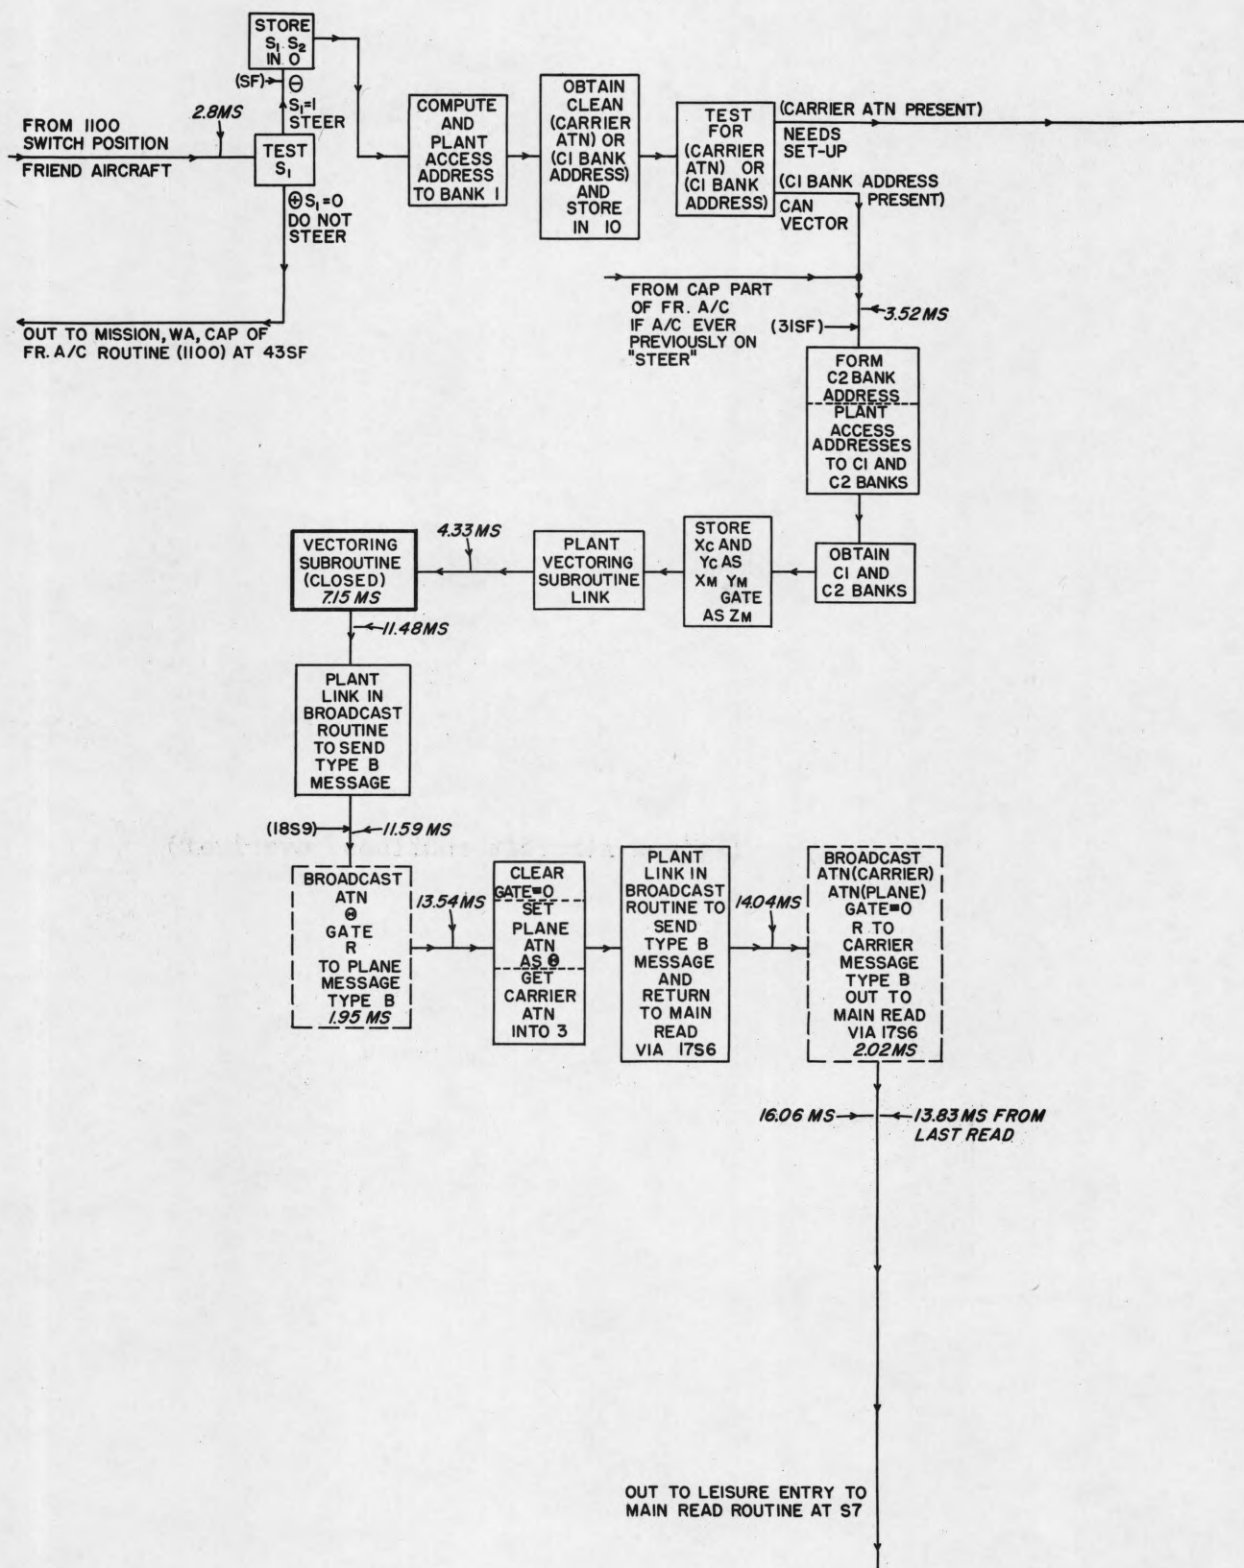 STORE
S1 S2
IN 0
(SF)
⊖
S1=1
STEER
2.8MS
FROM 1100
SWITCH POSITION
FRIEND AIRCRAFT
TEST
S1
⊕ S1=0
DO NOT
STEER
OUT TO MISSION, WA, CAP OF
FR. A/C ROUTINE (1100) AT 43SF
COMPUTE
AND
PLANT
ACCESS
ADDRESS
TO BANK 1
OBTAIN
CLEAN
(CARRIER
ATN) OR
(C1 BANK
ADDRESS)
AND
STORE
IN 10
TEST
FOR
(CARRIER
ATN) OR
(C1 BANK
ADDRESS)
(CARRIER ATN PRESENT)
NEEDS
SET-UP
(C1 BANK ADDRESS
PRESENT)
CAN
VECTOR
FROM CAP PART
OF FR. A/C
IF A/C EVER
PREVIOUSLY ON
"STEER"
3.52MS
(31SF)
FORM
C2 BANK
ADDRESS
PLANT
ACCESS
ADDRESSES
TO C1 AND
C2 BANKS
OBTAIN
C1 AND
C2 BANKS
STORE
XC AND
YC AS
XM YM
GATE
AS ZM
PLANT
VECTORING
SUBROUTINE
LINK
4.33MS
VECTORING
SUBROUTINE
(CLOSED)
7.15 MS
11.48MS
PLANT
LINK IN
BROADCAST
ROUTINE
TO SEND
TYPE B
MESSAGE
(18S9)
11.59MS
BROADCAST
ATN
Θ
GATE
R
TO PLANE
MESSAGE
TYPE B
1.95 MS
13.54MS
CLEAR
GATE=0
SET
PLANE
ATN
AS Θ
GET
CARRIER
ATN
INTO 3
PLANT
LINK IN
BROADCAST
ROUTINE TO
SEND
TYPE B
MESSAGE
AND
RETURN
TO MAIN
READ
VIA 17S6
14.04MS
BROADCAST
ATN(CARRIER)
ATN(PLANE)
GATE=0
R TO
CARRIER
MESSAGE
TYPE B
OUT TO
MAIN READ
VIA 17S6
2.02MS
16.06 MS
13.83MS FROM
LAST READ
OUT TO LEISURE ENTRY TO
MAIN READ ROUTINE AT S7